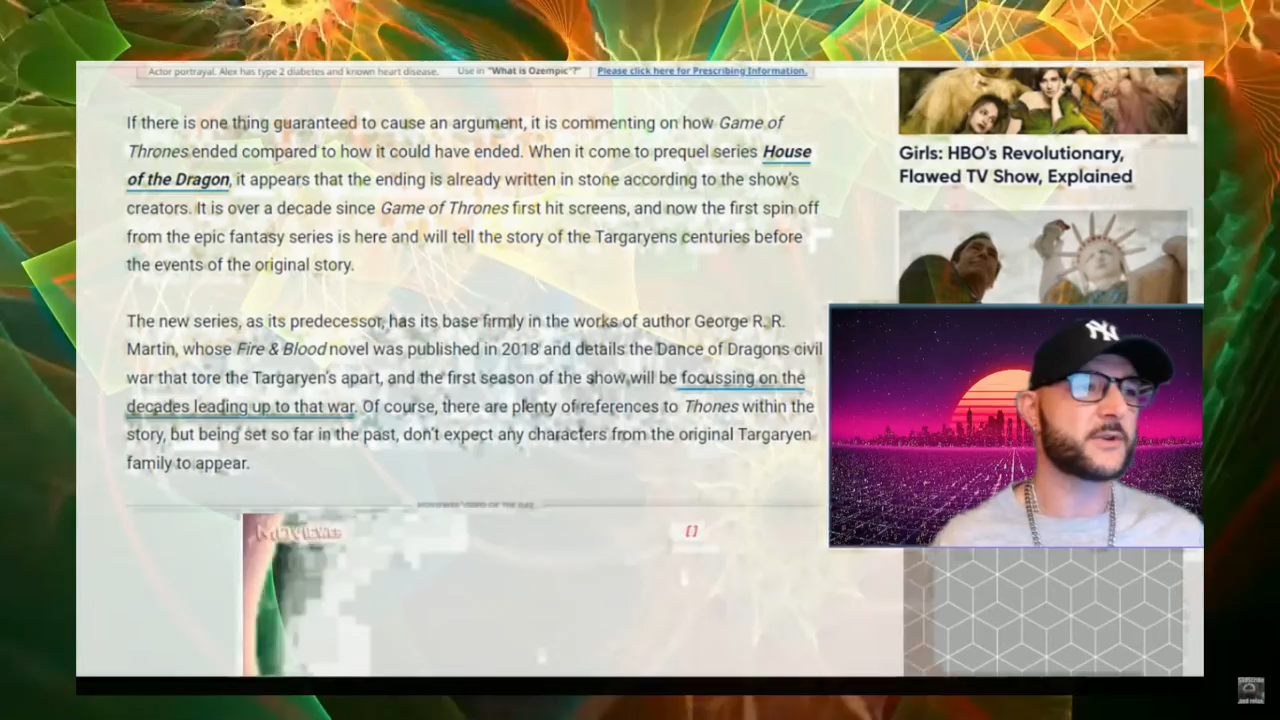 Actor portrayal. Alex has type 2 diabetes and known heart disease. Use in "What is Ozempic®?" | Please click here for Prescribing Information.
If there is one thing guaranteed to cause an argument, it is commenting on how Game of
Thrones ended compared to how it could have ended. When it come to prequel series House
of the Dragon, it appears that the ending is already written in stone according to the show's
creators. It is over a decade since Game of Thrones first hit screens, and now the first spin off
from the epic fantasy series is here and will tell the story of the Targaryens centuries before
the events of the original story.
The new series, as its predecessor, has its base firmly in the works of author George R. R.
Martin, whose Fire & Blood novel was published in 2018 and details the Dance of Dragons civil
war that tore the Targaryen's apart, and the first season of the show will be focussing on the
decades leading up to that war. Of course, there are plenty of references to Thones within the
story, but being set so far in the past, don't expect any characters from the original Targaryen
family to appear.
MOVIEWEB VIDEO OF THE DAY
MOVIEWEB
[ ]
Girls: HBO's Revolutionary,
Flawed TV Show, Explained
NY
Subscribe
and relax